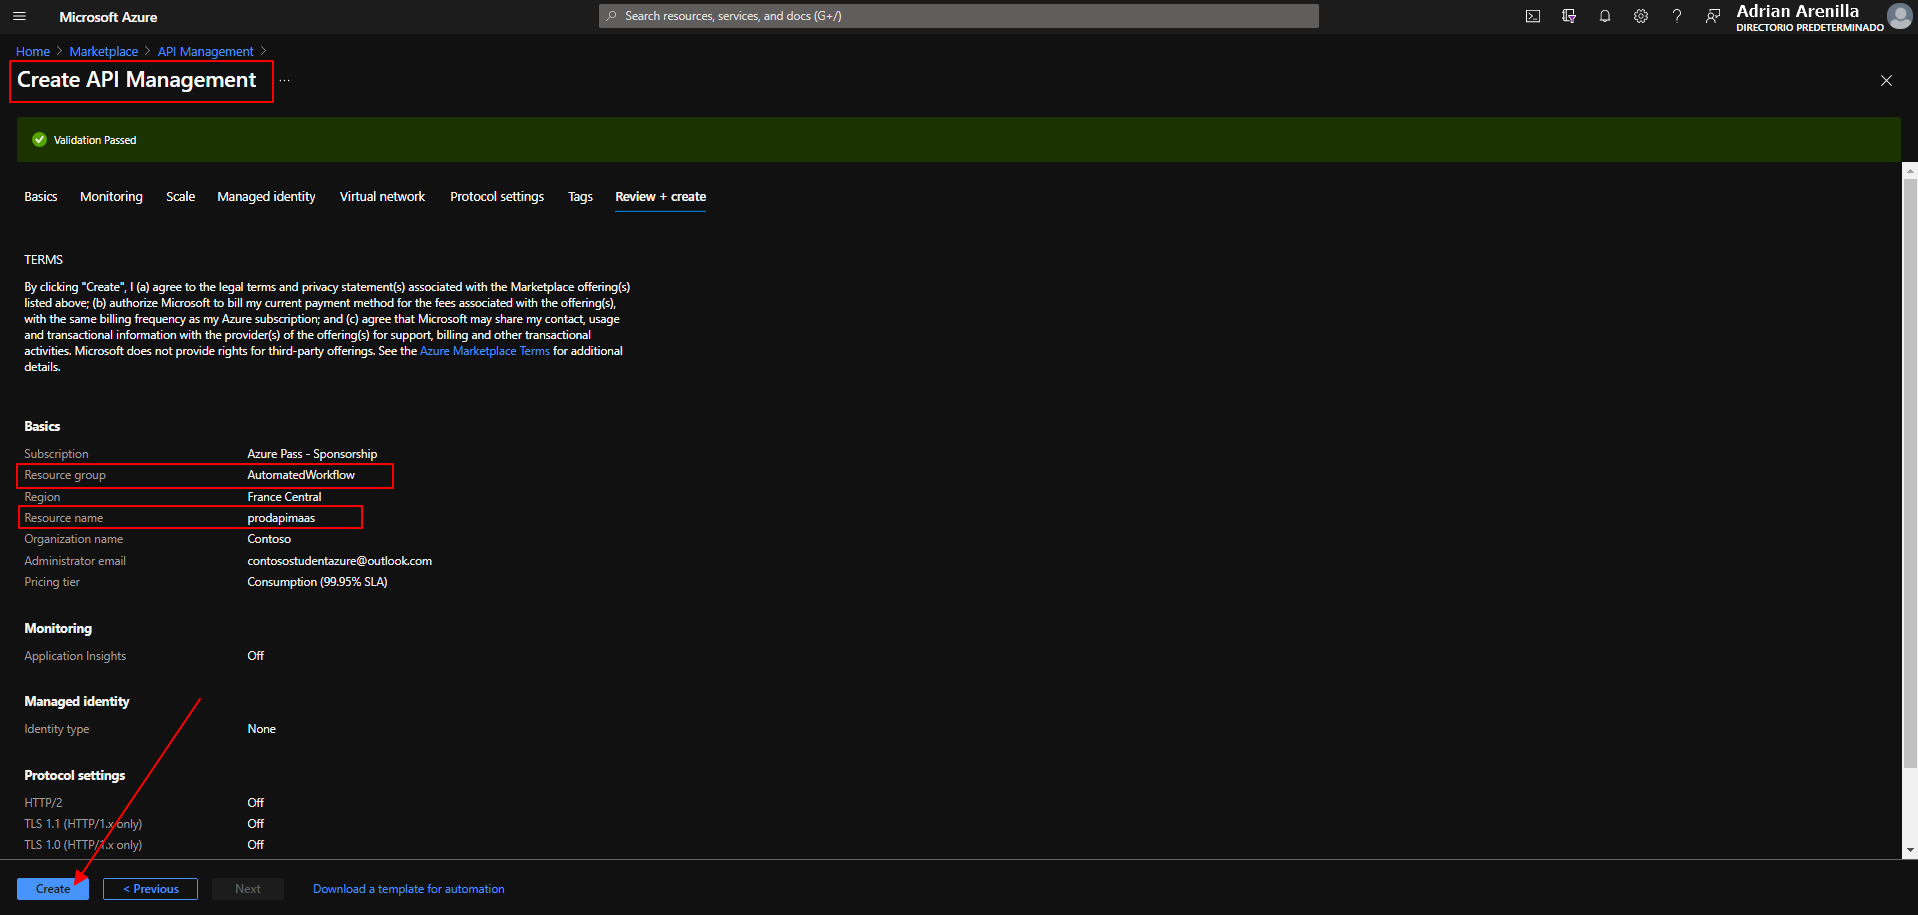 Microsoft Azure
Search resources, services, and docs (G+/)
Adrian Arenilla
DIRECTORIO PREDETERMINADO
Home > Marketplace > API Management >
Create API Management ...
Validation Passed
Basics Monitoring Scale Managed identity Virtual network Protocol settings Tags Review + create
TERMS
By clicking "Create", I (a) agree to the legal terms and privacy statement(s) associated with the Marketplace offering(s)
listed above; (b) authorize Microsoft to bill my current payment method for the fees associated with the offering(s),
with the same billing frequency as my Azure subscription; and (c) agree that Microsoft may share my contact, usage
and transactional information with the provider(s) of the offering(s) for support, billing and other transactional
activities. Microsoft does not provide rights for third-party offerings. See the Azure Marketplace Terms for additional
details.
Basics
Subscription Azure Pass - Sponsorship
Resource group AutomatedWorkflow
Region France Central
Resource name prodapimaas
Organization name Contoso
Administrator email contosostudentazure@outlook.com
Pricing tier Consumption (99.95% SLA)
Monitoring
Application Insights Off
Managed identity
Identity type None
Protocol settings
HTTP/2 Off
TLS 1.1 (HTTP/1.x only) Off
TLS 1.0 (HTTP/1.x only) Off
Create < Previous Next Download a template for automation